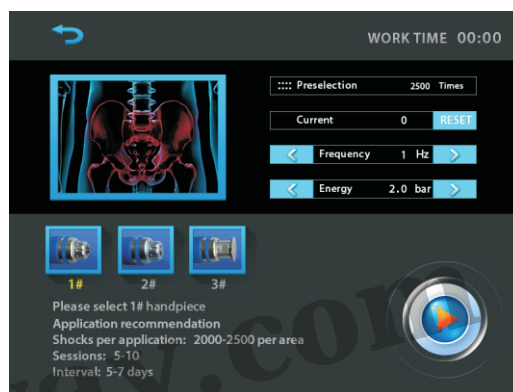 WORK TIME 00:00
:::: Preselection 2500 Times
Current 0 RESET
Frequency 1 Hz
Energy 2.0 bar
1# 2# 3#
Please select 1# handpiece
Application recommendation
Shocks per application: 2000-2500 per area
Sessions: 5-10
Interval: 5-7 days